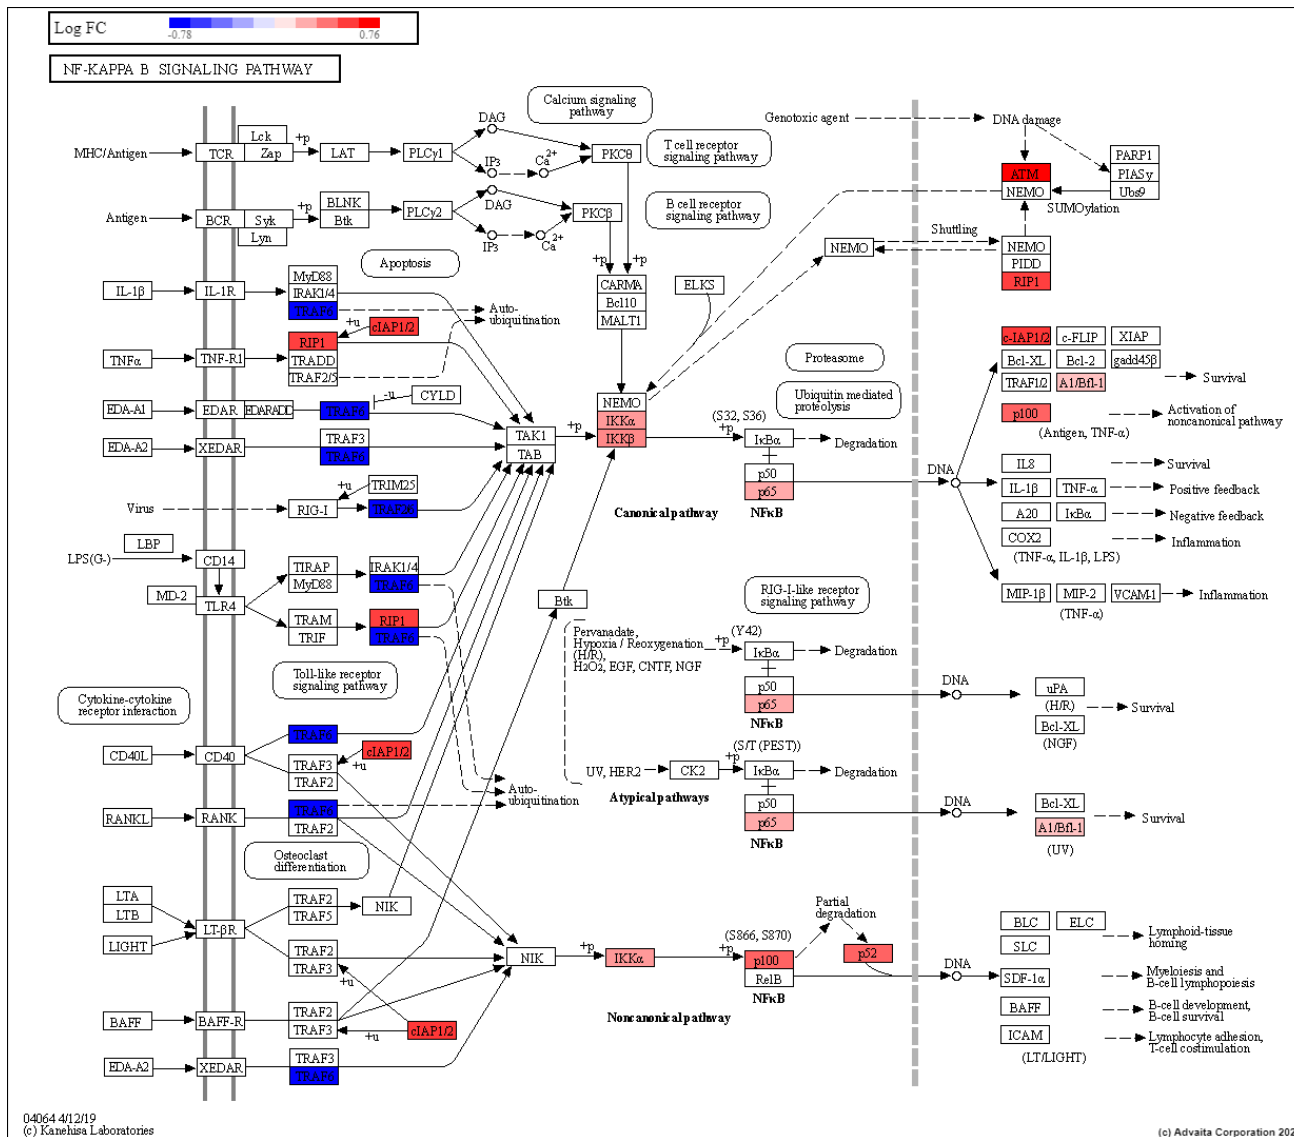 Log FC
-0.78
0.76
NF-KAPPA B SIGNALING PATHWAY
MHC/Antigen
TCR
Lck
Zap
+p
LAT
PLCγ1
DAG
IP3
Ca2+
PKCθ
Calcium signaling
pathway
T cell receptor
signaling pathway
B cell receptor
signaling pathway
Antigen
BCR
Syk
Lyn
+p
BLNK
Btk
PLCγ2
DAG
IP3
Ca2+
PKCβ
+p
+p
CARMA
Bcl10
MALT1
ELKS
Genotoxic agent
DNA damage
ATM
NEMO
PARP1
PIASy
Ubs9
SUMOylation
Shuttling
NEMO
NEMO
PIDD
RIP1
Apoptosis
IL-1β
IL-1R
MyD88
IRAK1/4
TRAF6
Auto-
ubiquitination
TNFα
TNF-R1
RIP1
TRADD
TRAF2/5
+u
cIAP1/2
EDA-A1
EDAR
EDARADD
TRAF6
-u
CYLD
EDA-A2
XEDAR
TRAF3
TRAF6
TAK1
TAB
+p
NEMO
IKKα
IKKβ
Proteasome
Ubiquitin mediated
proteolysis
(S32, S36)
+p
IκBα
Degradation
p50
p65
NFκB
Canonical pathway
DNA
c-IAP1/2
c-FLIP
XIAP
Bcl-XL
Bcl-2
gadd45β
TRAF1/2
A1/Bfl-1
Survival
p100
Activation of
noncanonical pathway
(Antigen, TNF-α)
IL8
Survival
IL-1β
TNF-α
Positive feedback
A20
IκBα
Negative feedback
COX2
Inflammation
(TNF-α, IL-1β, LPS)
MIP-1β
MIP-2
VCAM-1
Inflammation
(TNF-α)
Virus
RIG-I
+u
TRIM25
TRAF26
LPS(G-)
LBP
CD14
MD-2
TLR4
TIRAP
MyD88
IRAK1/4
TRAF6
TRAM
TRIF
RIP1
TRAF6
Toll-like receptor
signaling pathway
Cytokine-cytokine
receptor interaction
Btk
RIG-I-like receptor
signaling pathway
Pervanadate,
Hypoxia / Reoxygenation
(H/R),
H2O2, EGF, CNTF, NGF
+p
(Y42)
IκBα
Degradation
p50
p65
NFκB
DNA
uPA
(H/R)
Bcl-XL
(NGF)
Survival
CD40L
CD40
TRAF6
TRAF3
TRAF2
+u
cIAP1/2
RANKL
RANK
TRAF6
TRAF2
Auto-
ubiquitination
UV, HER2
CK2
+p
(S/T (PEST))
IκBα
Degradation
Atypical pathways
p50
p65
NFκB
DNA
Bcl-XL
A1/Bfl-1
(UV)
Survival
Osteoclast
differentiation
LTA
LTB
LIGHT
LT-βR
TRAF2
TRAF5
NIK
TRAF2
TRAF3
+u
NIK
+p
IKKα
+p
(S866, S870)
p100
RelB
NFκB
Partial
degradation
p52
DNA
Noncanonical pathway
BLC
ELC
SLC
Lymphoid-tissue
homing
SDF-1α
Myeloiesis and
B-cell lymphopoiesis
BAFF
B-cell development,
B-cell survival
ICAM
Lymphocyte adhesion,
T-cell costimulation
(LT/LIGHT)
BAFF
BAFF-R
TRAF2
TRAF3
+u
cIAP1/2
EDA-A2
XEDAR
TRAF3
TRAF6
04064 4/12/19
(c) Kanehisa Laboratories
(c) Advaita Corporation 202